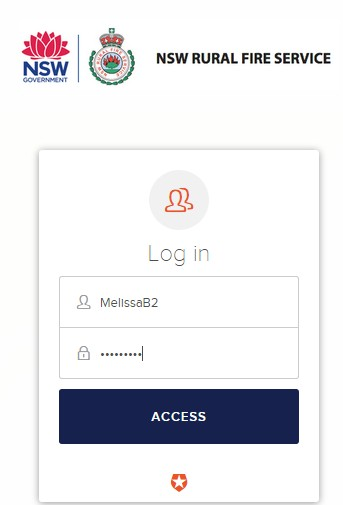 NSW
GOVERNMENT
NSW RURAL FIRE SERVICE
Log in
MelissaB2
•••••••••
ACCESS